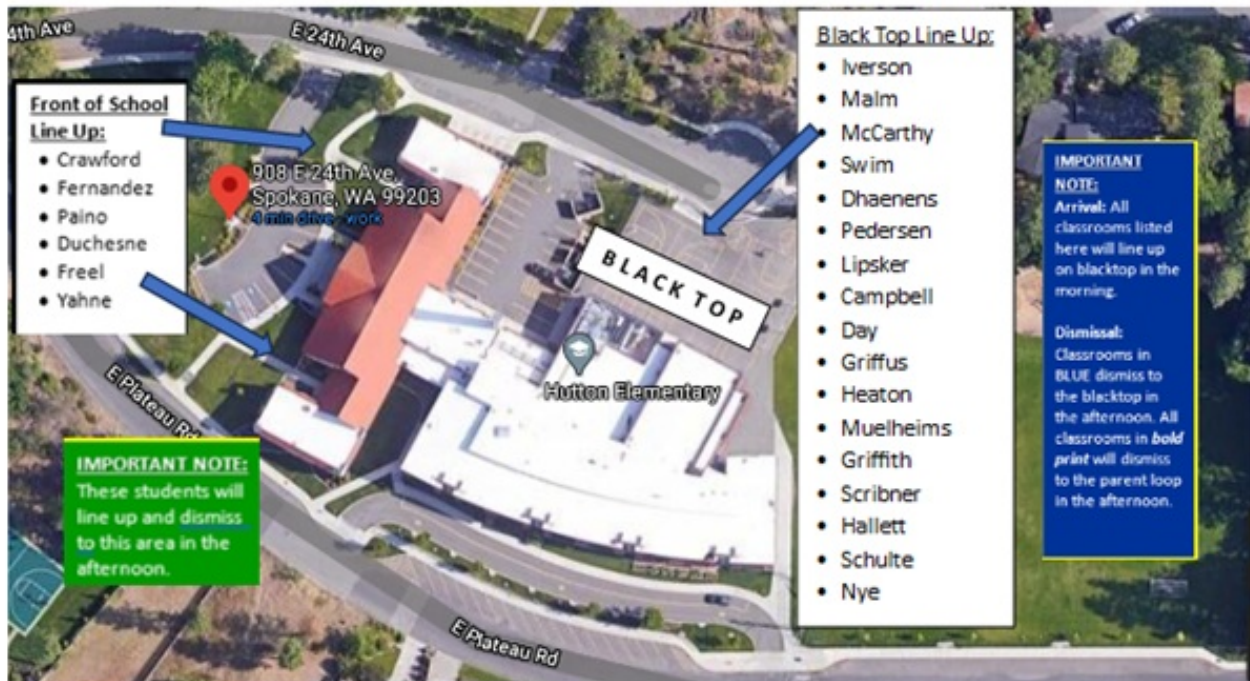 4th Ave
E 24th Ave
Front of School
Line Up:
• Crawford
• Fernandez
• Paino
• Duchesne
• Freel
• Yahne
908 E 24th Ave,
Spokane, WA 99203
4 min drive - work
BLACK TOP
Hutton Elementary
E Plateau Rd
IMPORTANT NOTE:
These students will
line up and dismiss
to this area in the
afternoon.
E Plateau Rd
Black Top Line Up:
• Iverson
• Malm
• McCarthy
• Swim
• Dhaenens
• Pedersen
• Lipsker
• Campbell
• Day
• Griffus
• Heaton
• Muelheims
• Griffith
• Scribner
• Hallett
• Schulte
• Nye
IMPORTANT
NOTE:
Arrival: All
classrooms listed
here will line up
on blacktop in the
morning.
Dismissal:
Classrooms in
BLUE dismiss to
the blacktop in
the afternoon. All
classrooms in bold
print will dismiss
to the parent loop
in the afternoon.